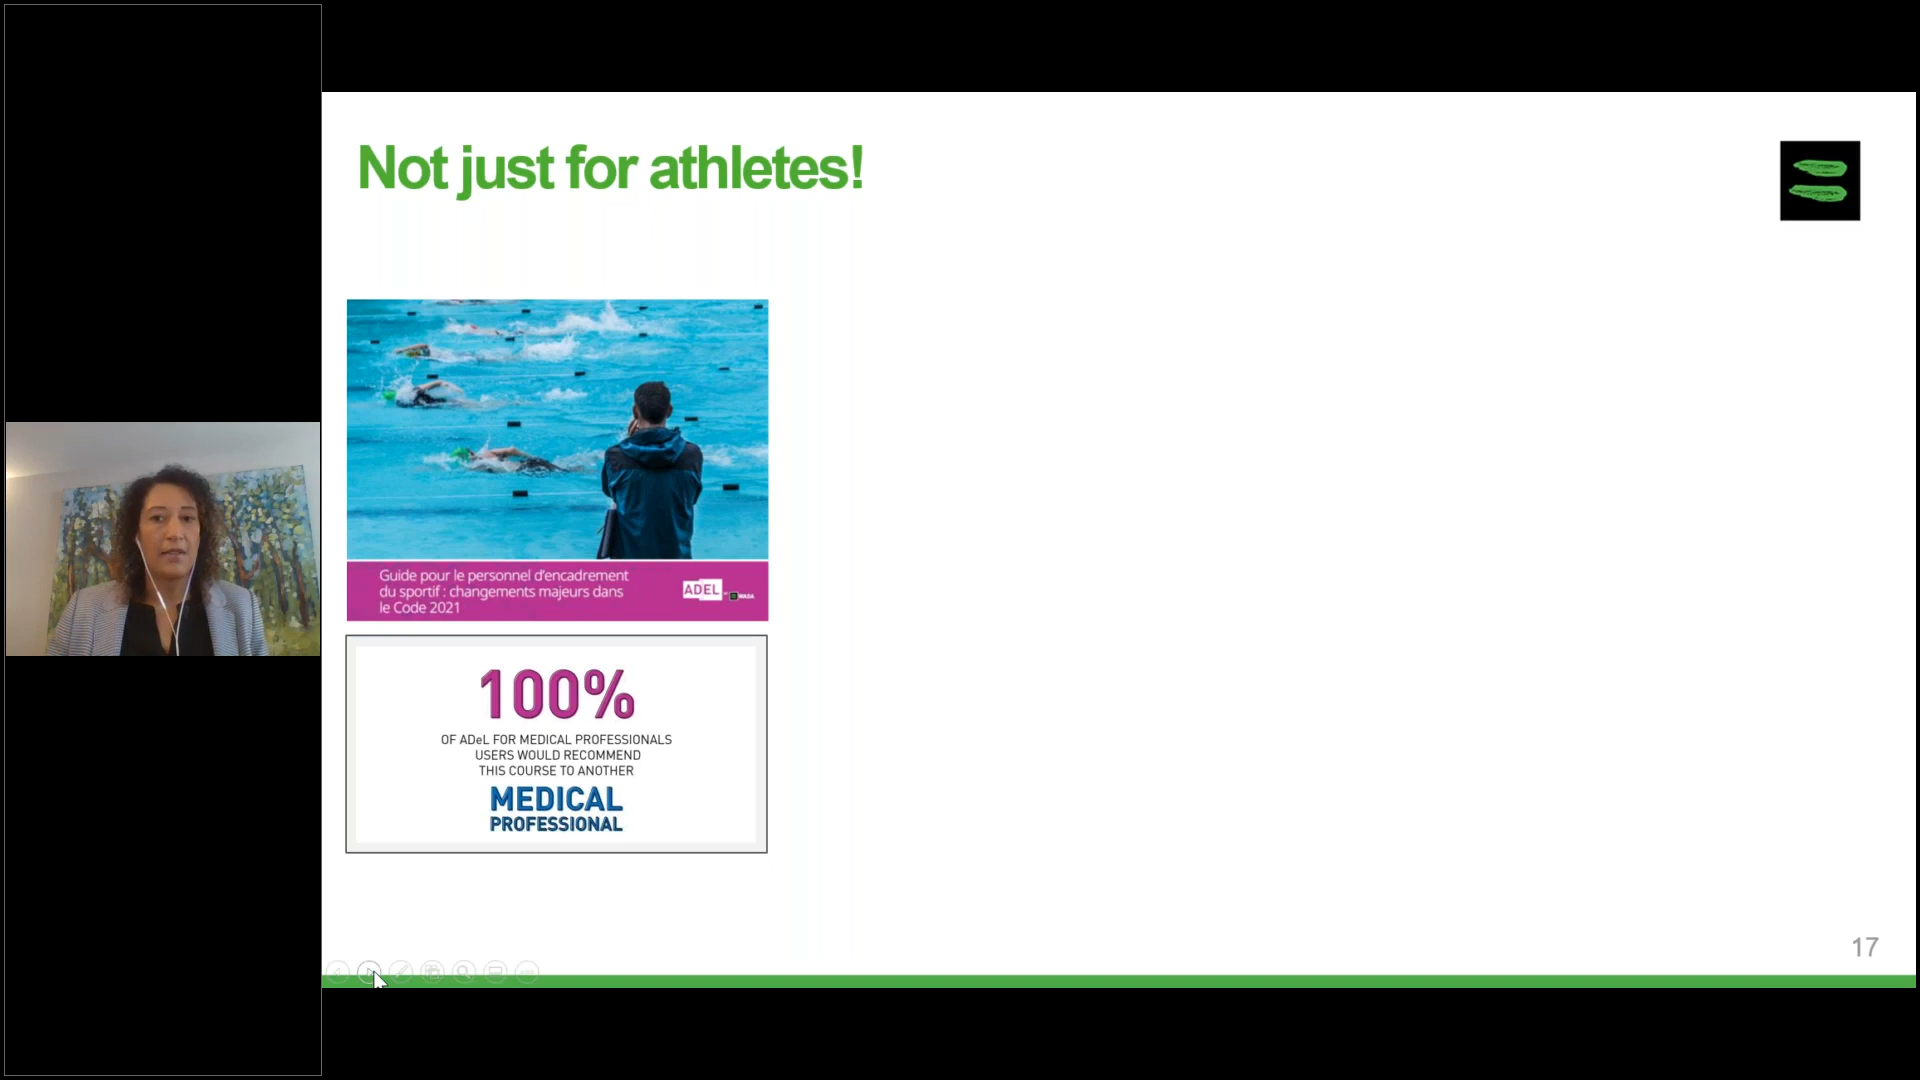 Not just for athletes!
Guide pour le personnel d'encadrement
du sportif : changements majeurs dans
le Code 2021
ADEL
WADA
100%
OF ADeL FOR MEDICAL PROFESSIONALS
USERS WOULD RECOMMEND
THIS COURSE TO ANOTHER
MEDICAL
PROFESSIONAL
17